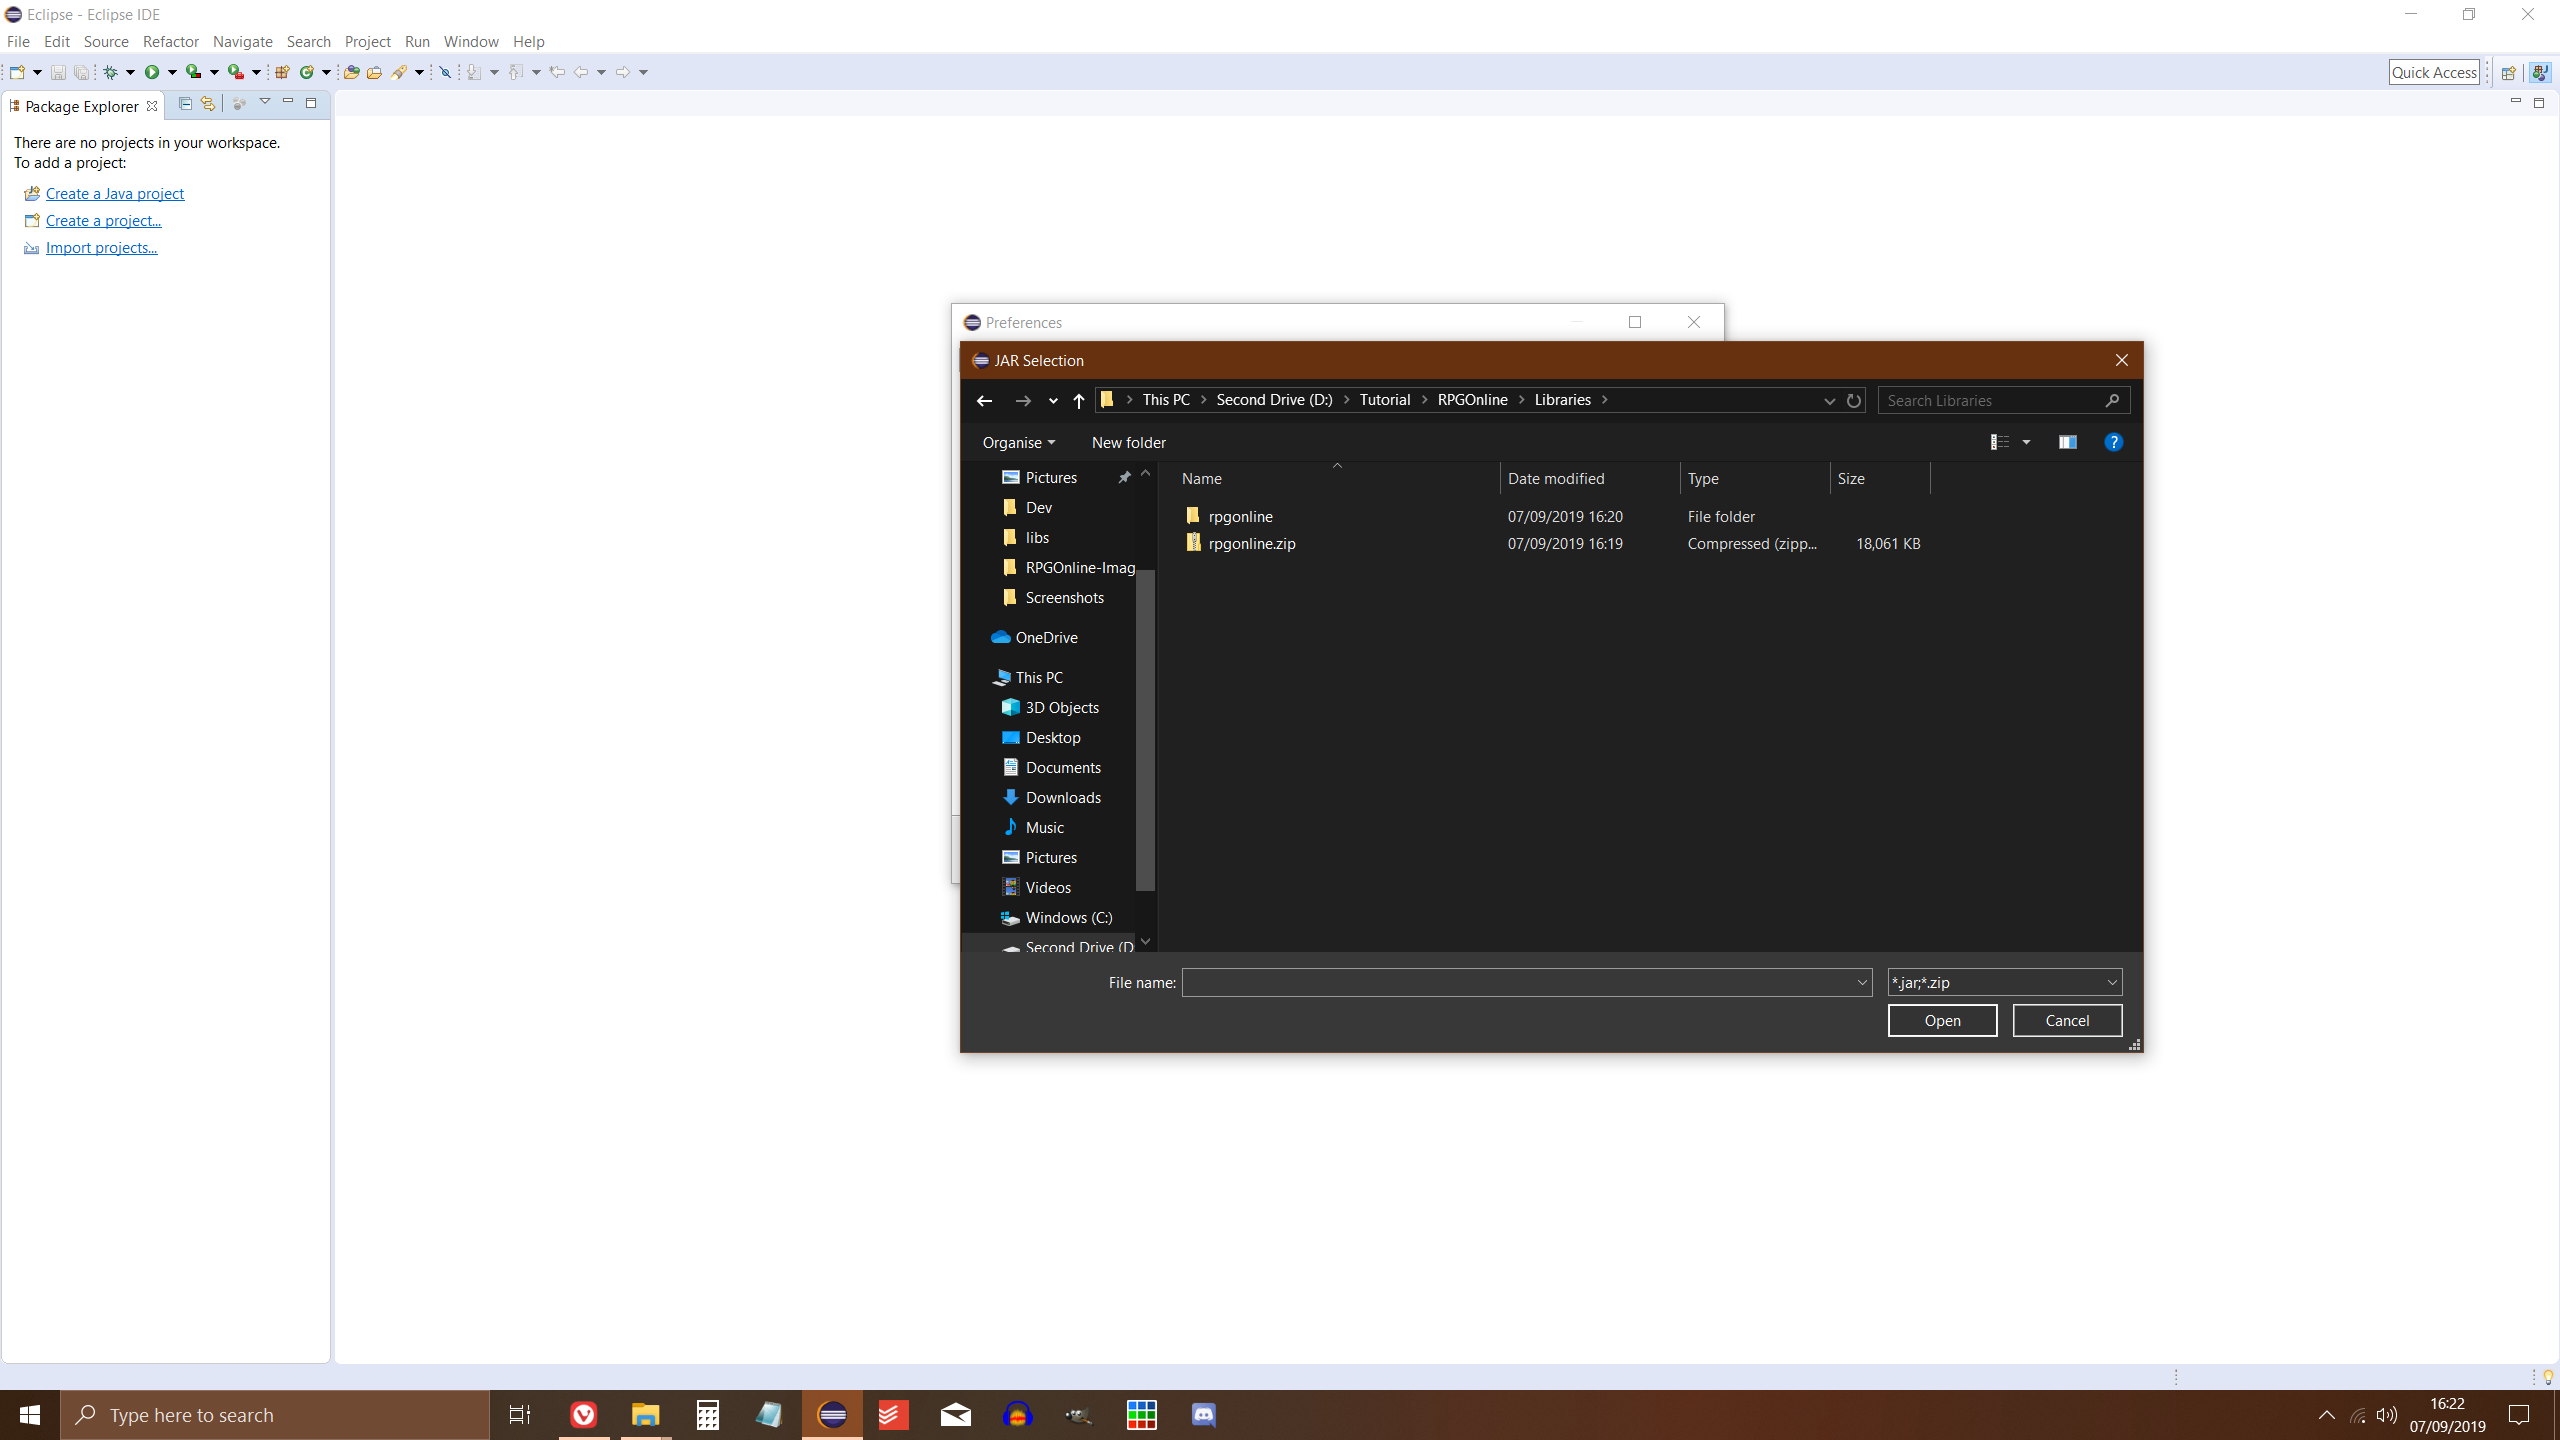 Eclipse - Eclipse IDE
File Edit Source Refactor Navigate Search Project Run Window Help
Quick Access
Package Explorer
There are no projects in your workspace.
To add a project:
Create a Java project
Create a project...
Import projects...
Preferences
JAR Selection
This PC Second Drive (D:) Tutorial RPGOnline Libraries
Search Libraries
Organise New folder
Name Date modified Type Size
rpgonline 07/09/2019 16:20 File folder
rpgonline.zip 07/09/2019 16:19 Compressed (zipp... 18,061 KB
Pictures
Dev
libs
RPGOnline-Imag
Screenshots
OneDrive
This PC
3D Objects
Desktop
Documents
Downloads
Music
Pictures
Videos
Windows (C:)
Second Drive (D
File name:
*.jar;*.zip
Open Cancel
Type here to search
16:22
07/09/2019